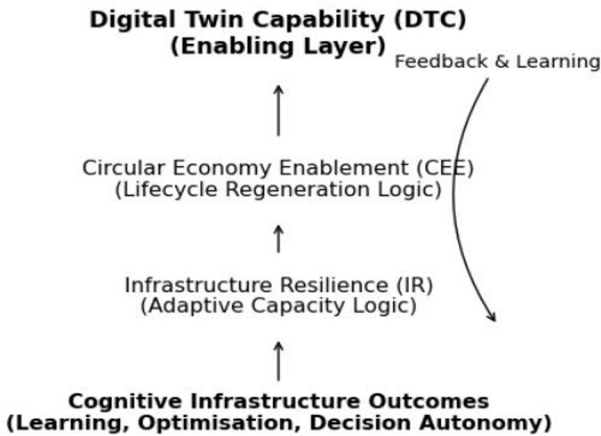 Digital Twin Capability (DTC)
(Enabling Layer)
Feedback & Learning
Circular Economy Enablement (CEE)
(Lifecycle Regeneration Logic)
Infrastructure Resilience (IR)
(Adaptive Capacity Logic)
Cognitive Infrastructure Outcomes
(Learning, Optimisation, Decision Autonomy)